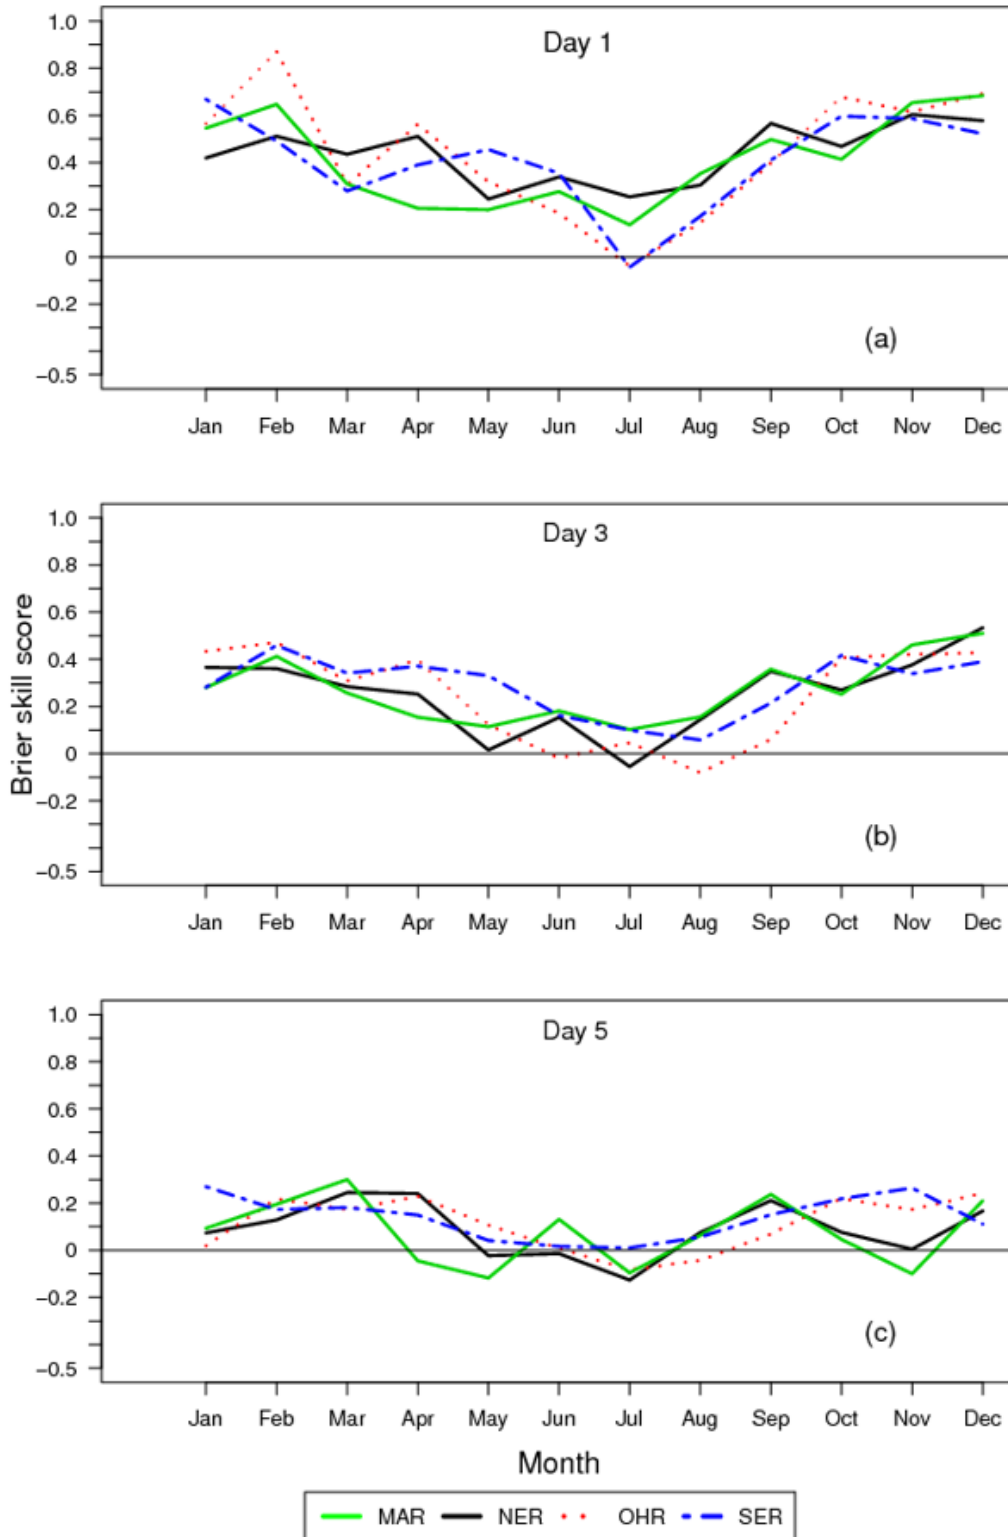 Day 1
1.0
0.8
0.6
0.4
0.2
0
−0.2
−0.5
(a)
Jan Feb Mar Apr May Jun Jul Aug Sep Oct Nov Dec
Day 3
1.0
0.8
0.6
0.4
0.2
0
−0.2
−0.5
(b)
Jan Feb Mar Apr May Jun Jul Aug Sep Oct Nov Dec
Brier skill score
Day 5
1.0
0.8
0.6
0.4
0.2
0
−0.2
−0.5
(c)
Jan Feb Mar Apr May Jun Jul Aug Sep Oct Nov Dec
Month
MAR NER OHR SER